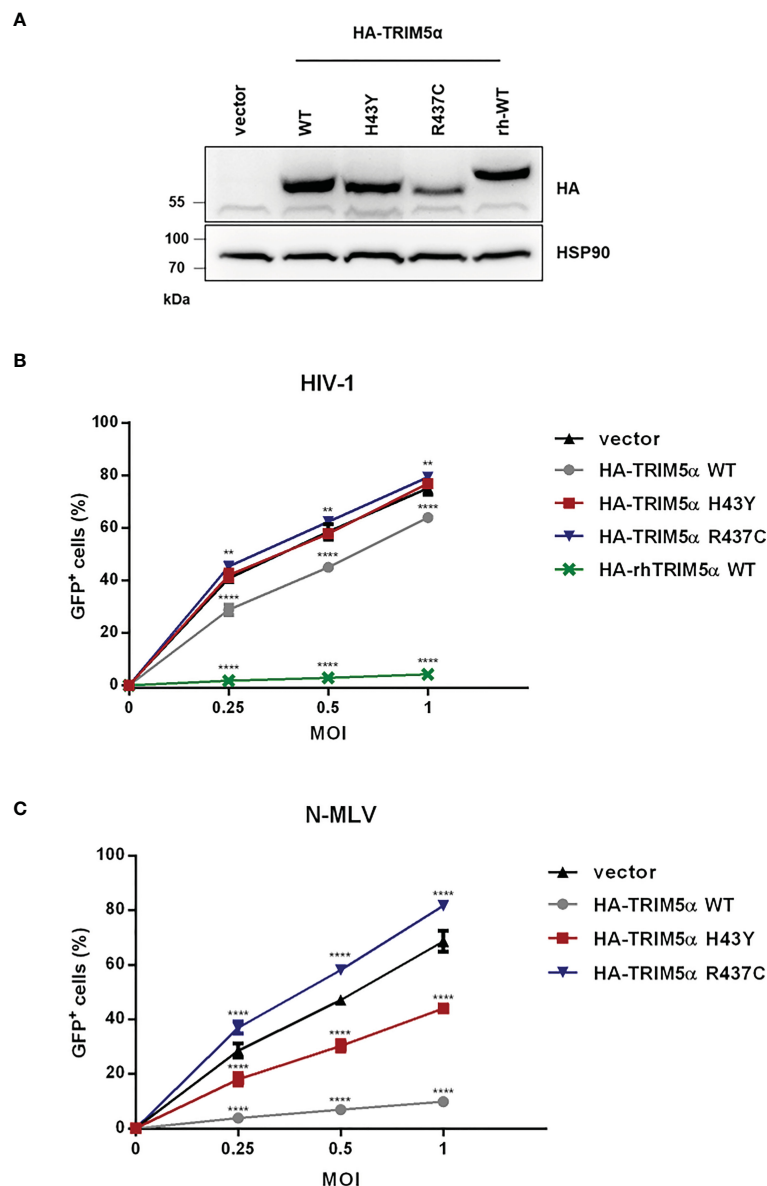 A
HA-TRIM5α
vector
WT
H43Y
R437C
rh-WT
55
HA
100
70
HSP90
kDa
B
HIV-1
100
80
60
40
20
0
GFP+ cells (%)
**
**
**
****
****
****
****
****
****
0
0.25
0.5
1
MOI
vector
HA-TRIM5α WT
HA-TRIM5α H43Y
HA-TRIM5α R437C
HA-rhTRIM5α WT
C
N-MLV
100
80
60
40
20
0
GFP+ cells (%)
****
****
****
****
****
****
****
****
****
0
0.25
0.5
1
MOI
vector
HA-TRIM5α WT
HA-TRIM5α H43Y
HA-TRIM5α R437C